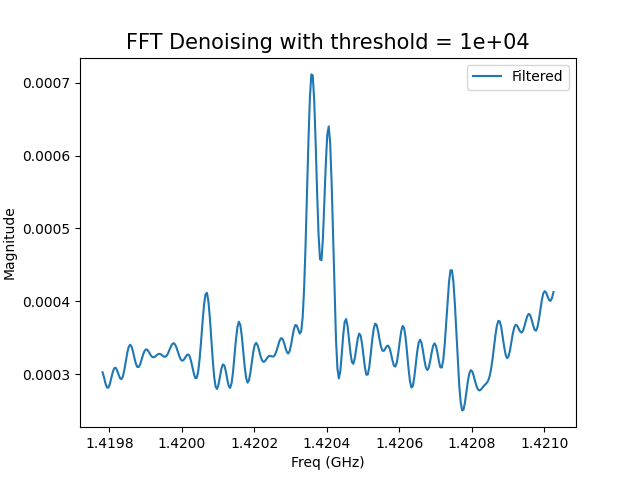 FFT Denoising with threshold = 1e+04
Filtered
0.0007
0.0006
0.0005
0.0004
0.0003
Magnitude
1.4198 1.4200 1.4202 1.4204 1.4206 1.4208 1.4210
Freq (GHz)